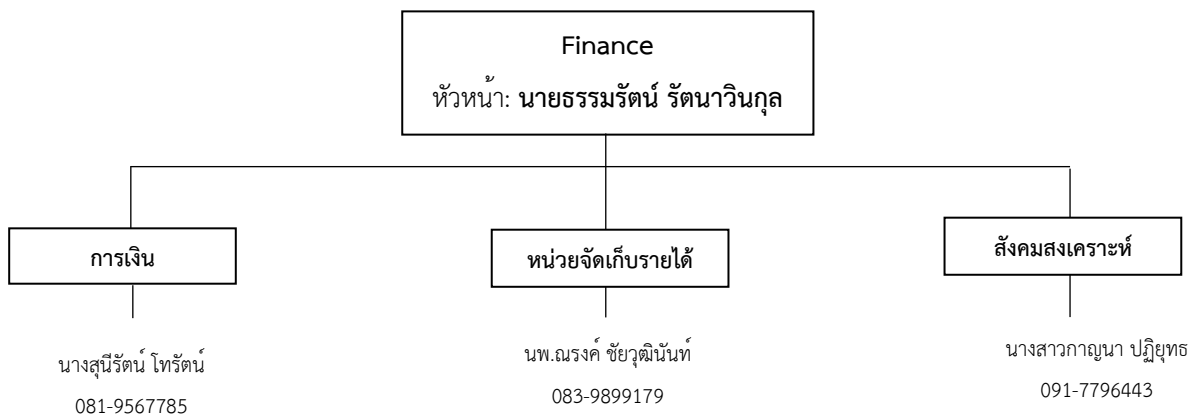 Finance
หัวหน้า: นายธรรมรัตน์ รัตนาวินกุล
การเงิน
นางสุนีรัตน์ โทรัตน์
081-9567785
หน่วยจัดเก็บรายได้
นพ.ณรงค์ ชัยวุฒินันท์
083-9899179
สังคมสงเคราะห์
นางสาวกาญนา ปฏิยุทธ
091-7796443